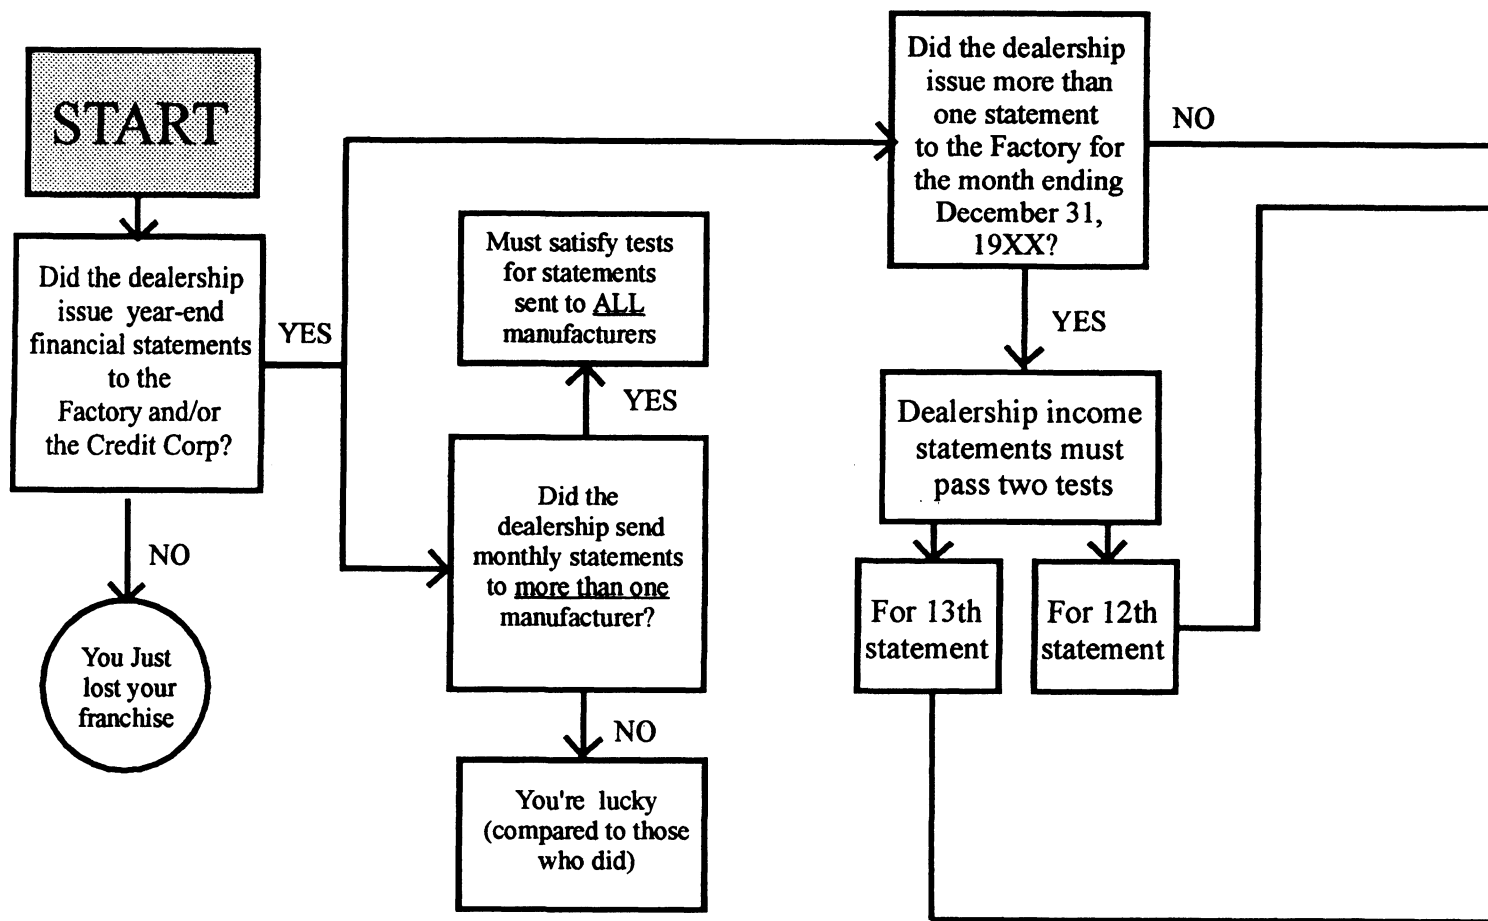 START
Did the dealership
issue year-end
financial statements
to the
Factory and/or
the Credit Corp?
YES
NO
You Just
lost your
franchise
Must satisfy tests
for statements
sent to ALL
manufacturers
YES
Did the
dealership send
monthly statements
to more than one
manufacturer?
NO
You're lucky
(compared to those
who did)
Did the dealership
issue more than
one statement
to the Factory for
the month ending
December 31,
19XX?
NO
YES
Dealership income
statements must
pass two tests
For 13th
statement
For 12th
statement